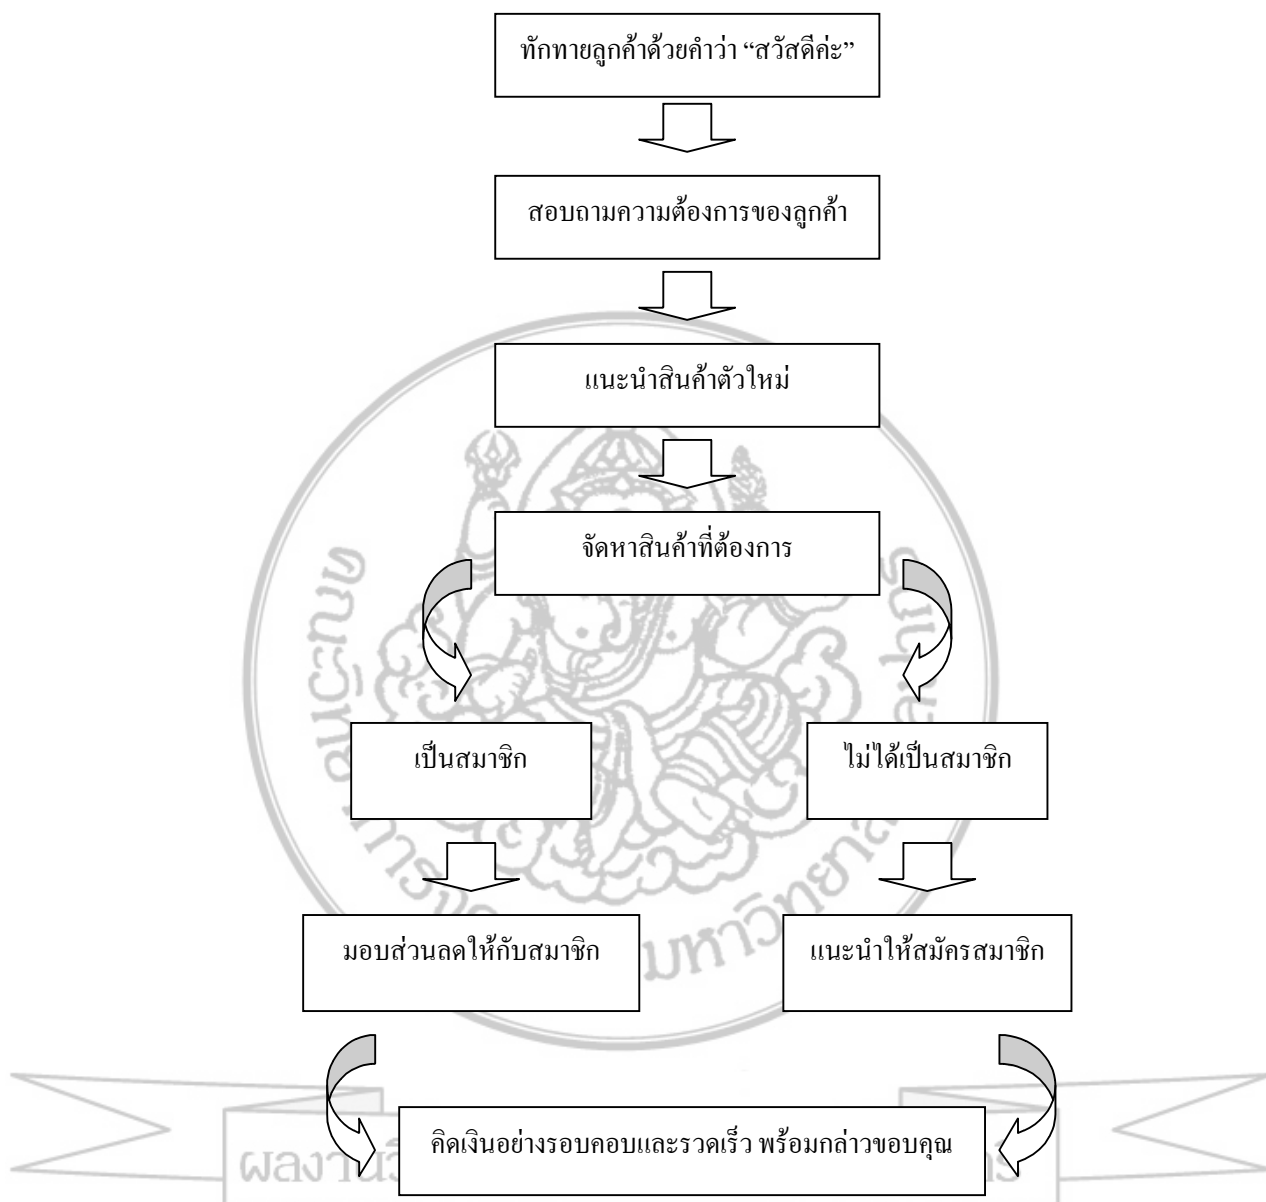 ทักทายลูกค้าด้วยคำว่า “สวัสดีค่ะ”
สอบถามความต้องการของลูกค้า
แนะนำสินค้าตัวใหม่
จัดหาสินค้าที่ต้องการ
เป็นสมาชิก
ไม่ได้เป็นสมาชิก
มอบส่วนลดให้กับสมาชิก
แนะนำให้สมัครสมาชิก
คิดเงินอย่างรอบคอบและรวดเร็ว พร้อมกล่าวขอบคุณ